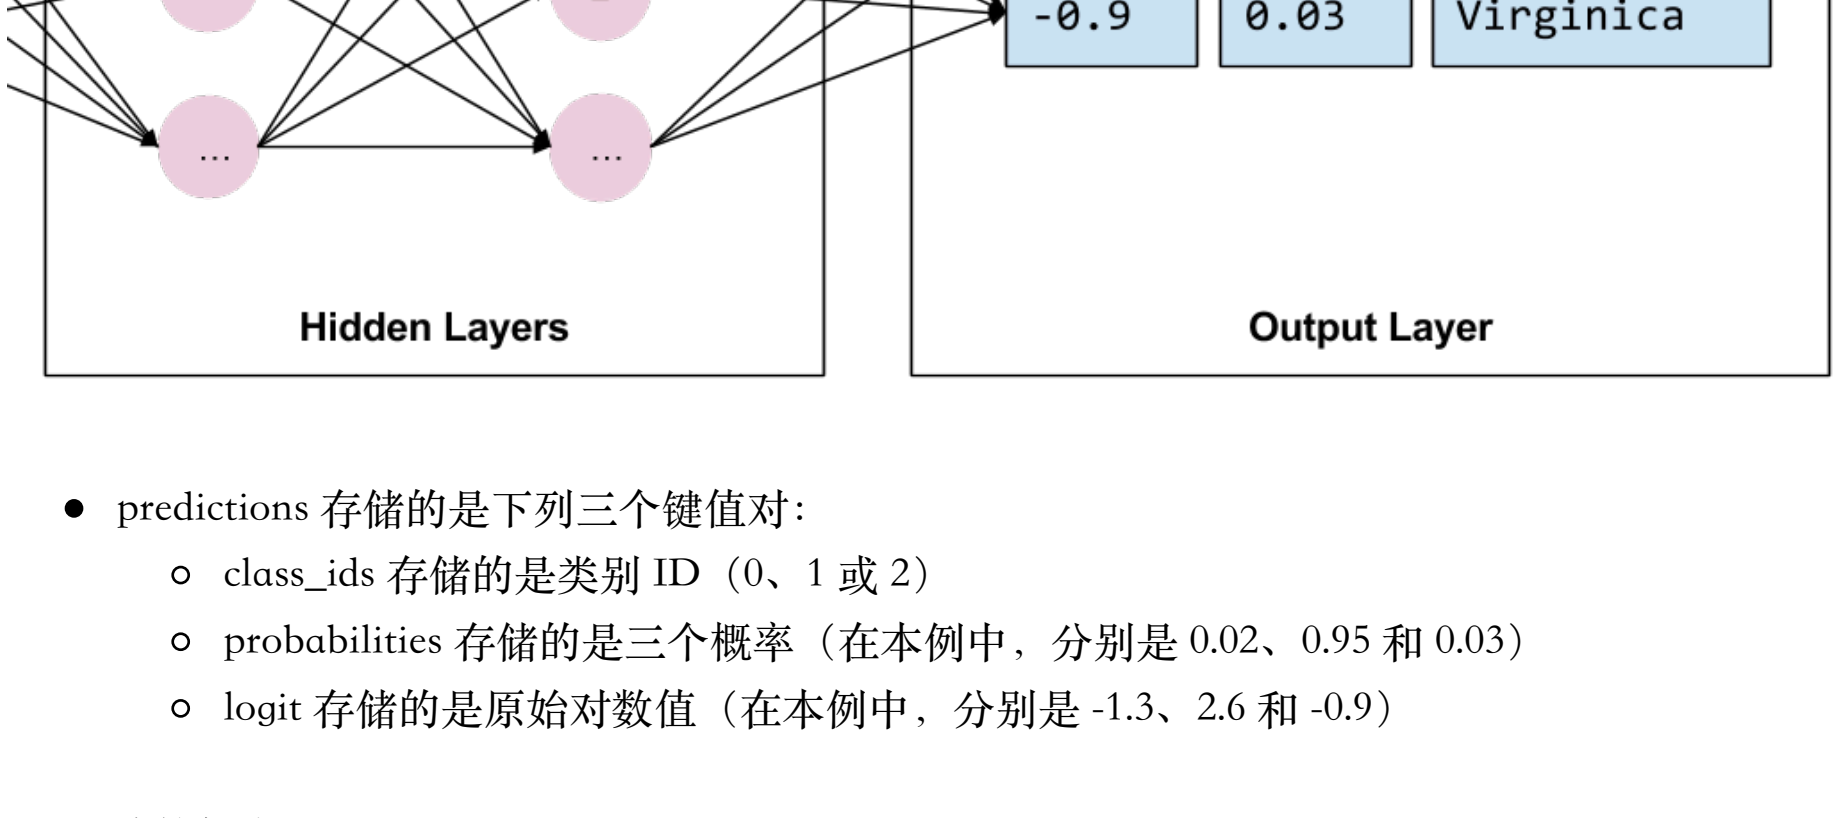 -0.9 0.03 Virginica
... ...
Hidden Layers Output Layer
● predictions 存储的是下列三个键值对：
○ class_ids 存储的是类别 ID（0、1 或 2）
○ probabilities 存储的是三个概率（在本例中，分别是 0.02、0.95 和 0.03）
○ logit 存储的是原始对数值（在本例中，分别是 -1.3、2.6 和 -0.9）